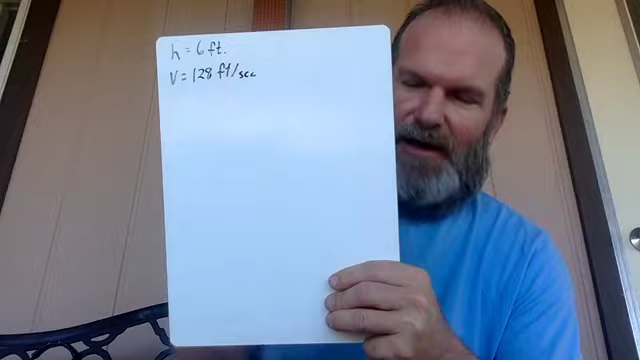 h = 6 ft.
V = 128 ft/sec